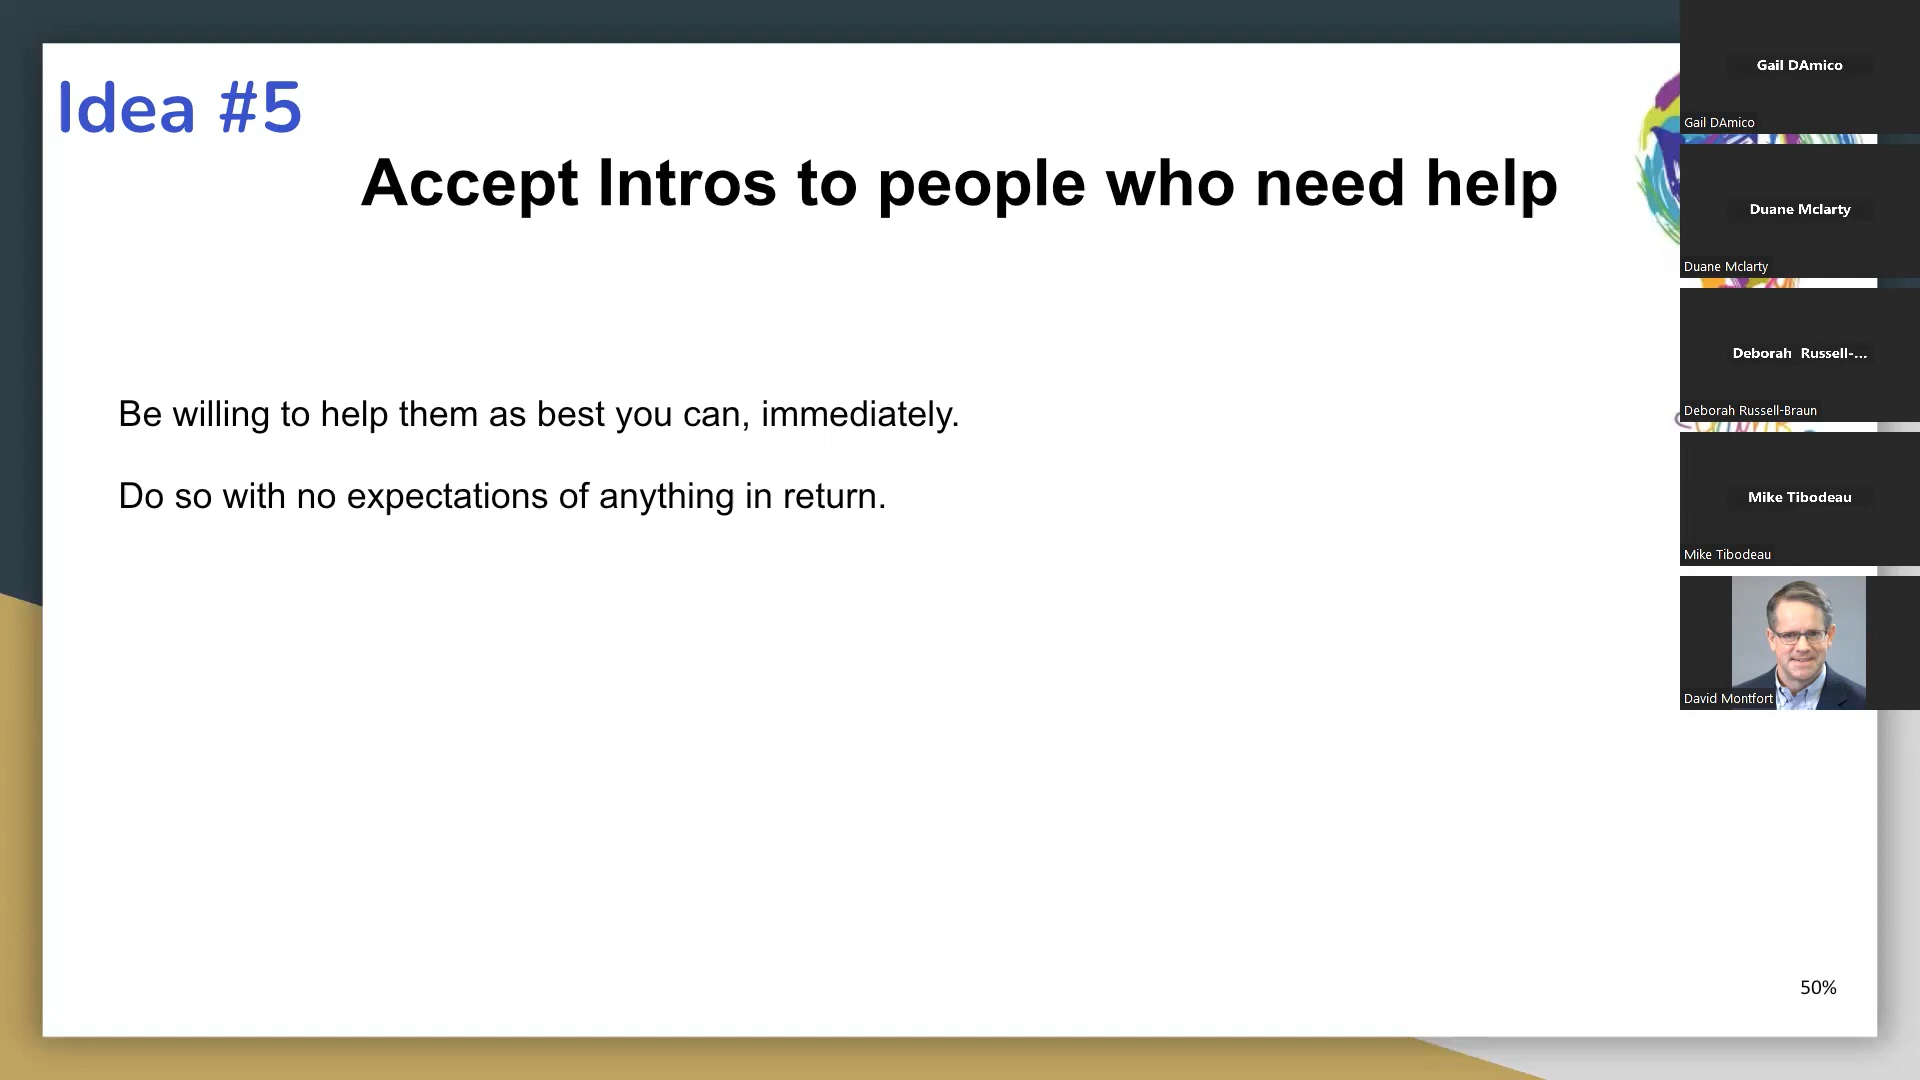 Idea #5
Accept Intros to people who need help
Be willing to help them as best you can, immediately.
Do so with no expectations of anything in return.
50%
Gail DAmico
Gail DAmico
Duane Mclarty
Duane Mclarty
Deborah  Russell-...
Deborah Russell-Braun
Mike Tibodeau
Mike Tibodeau
David Montfort